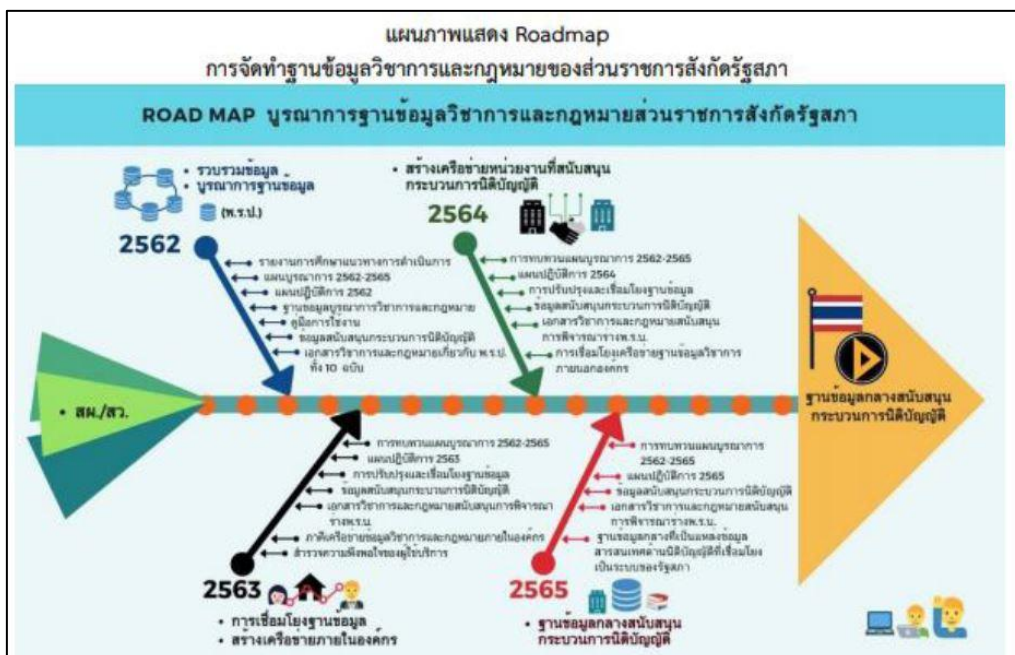 แผนภาพแสดง Roadmap
การจัดทำฐานข้อมูลวิชาการและกฎหมายของส่วนราชการสังกัดรัฐสภา
ROAD MAP บูรณาการฐานข้อมูลวิชาการและกฎหมายส่วนราชการสังกัดรัฐสภา
• รวบรวมข้อมูล
• บูรณาการฐานข้อมูล
(พ.ร.ป.)
2562
รายงานการศึกษาแนวทางการดำเนินการ
แผนบูรณาการ 2562-2565
แผนปฏิบัติการ 2562
ฐานข้อมูลบูรณาการวิชาการและกฎหมาย
คู่มือการใช้งาน
ข้อมูลสนับสนุนกระบวนการนิติบัญญัติ
เอกสารวิชาการและกฎหมายเกี่ยวกับ พ.ร.ป.
ทั้ง 10 ฉบับ
• สร้างเครือข่ายหน่วยงานที่สนับสนุน
กระบวนการนิติบัญญัติ
2564
การทบทวนแผนบูรณาการ 2562-2565
แผนปฏิบัติการ 2564
การปรับปรุงและเชื่อมโยงฐานข้อมูล
ข้อมูลสนับสนุนกระบวนการนิติบัญญัติ
เอกสารวิชาการและกฎหมายสนับสนุน
การพิจารณาร่างพ.ร.บ.
การเชื่อมโยงเครือข่ายฐานข้อมูลวิชาการ
ภายนอกองค์กร
• สผ./สว.
ฐานข้อมูลกลางสนับสนุน
กระบวนการนิติบัญญัติ
การทบทวนแผนบูรณาการ 2562-2565
แผนปฏิบัติการ 2563
การปรับปรุงและเชื่อมโยงฐานข้อมูล
ข้อมูลสนับสนุนกระบวนการนิติบัญญัติ
เอกสารวิชาการและกฎหมายสนับสนุนการพิจารณา
ร่างพ.ร.บ.
ภาคีเครือข่ายข้อมูลวิชาการและกฎหมายภายในองค์กร
สำรวจความพึงพอใจของผู้ใช้บริการ
2563
• การเชื่อมโยงฐานข้อมูล
• สร้างเครือข่ายภายในองค์กร
การทบทวนแผนบูรณาการ
2562-2565
แผนปฏิบัติการ 2565
ข้อมูลสนับสนุนกระบวนการนิติบัญญัติ
เอกสารวิชาการและกฎหมายสนับสนุน
การพิจารณาร่างพ.ร.บ.
ฐานข้อมูลกลางที่เป็นแหล่งข้อมูล
สารสนเทศด้านนิติบัญญัติที่เชื่อมโยง
เป็นระบบของรัฐสภา
2565
• ฐานข้อมูลกลางสนับสนุน
กระบวนการนิติบัญญัติ